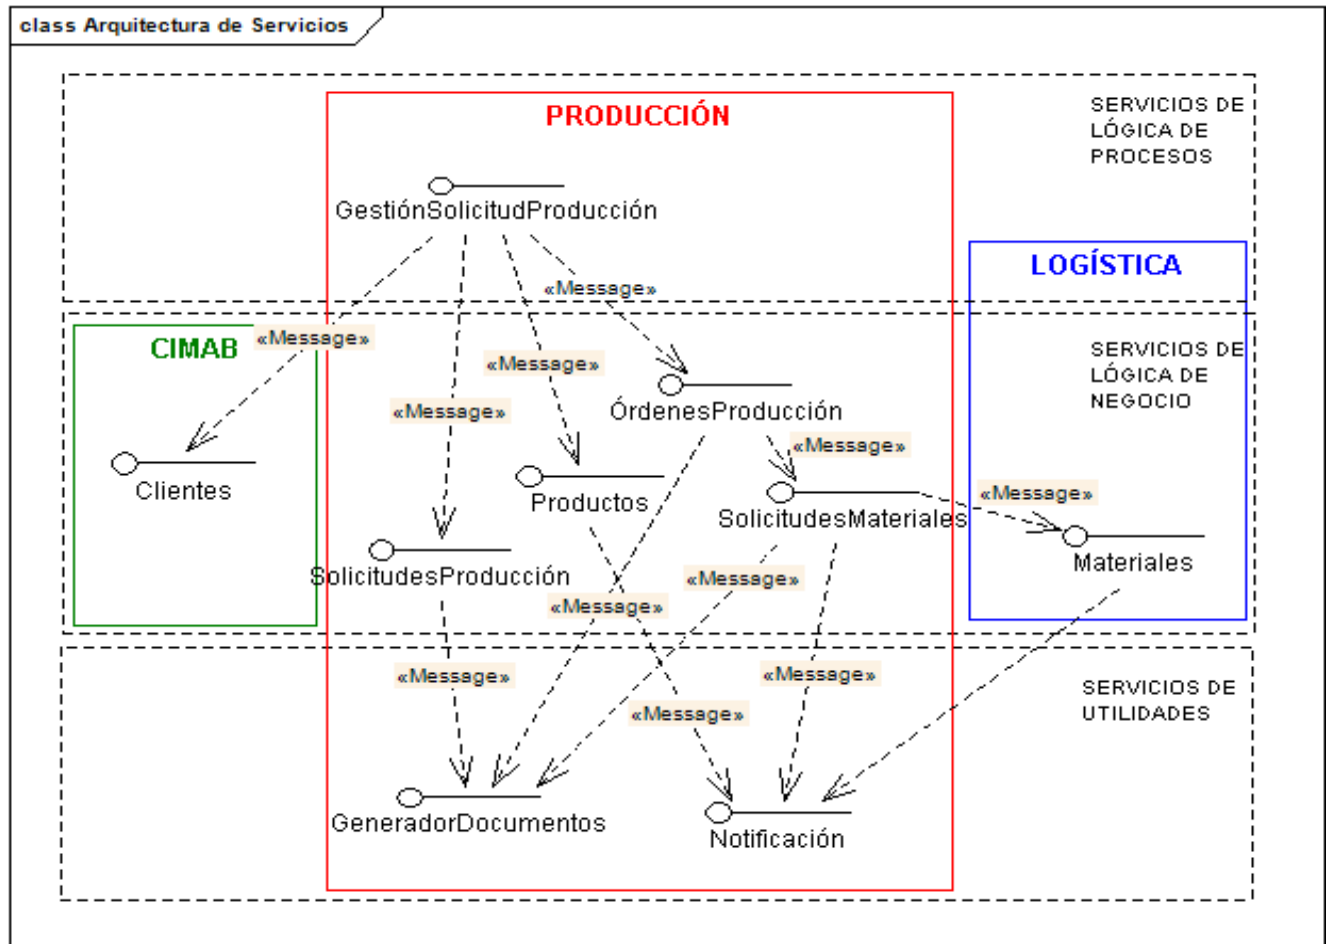 class Arquitectura de Servicios
PRODUCCIÓN
SERVICIOS DE
LÓGICA DE
PROCESOS
GestiónSolicitudProducción
LOGÍSTICA
«Message»
CIMAB
«Message»
SERVICIOS DE
LÓGICA DE
NEGOCIO
«Message»
«Message»
ÓrdenesProducción
«Message»
Clientes
Productos
«Message»
SolicitudesMateriales
Materiales
SolicitudesProducción
«Message»
«Message»
«Message»
«Message»
SERVICIOS DE
UTILIDADES
«Message»
GeneradorDocumentos
Notificación